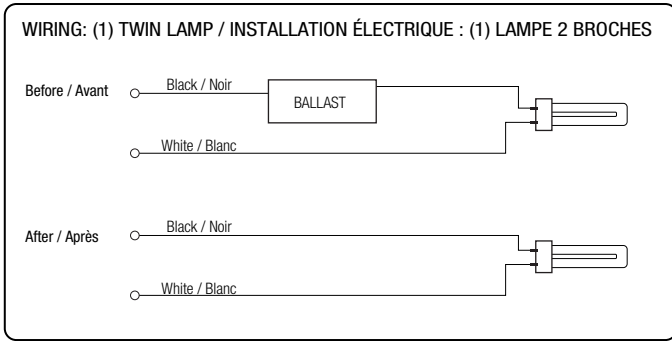 WIRING: (1) TWIN LAMP / INSTALLATION ÉLECTRIQUE : (1) LAMPE 2 BROCHES
Before / Avant
Black / Noir
BALLAST
White / Blanc
After / Après
Black / Noir
White / Blanc